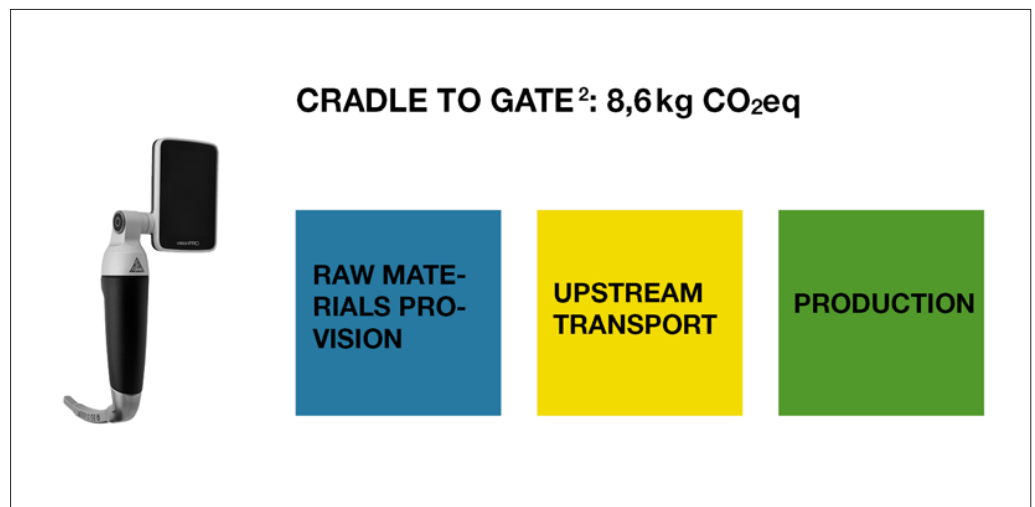 CRADLE TO GATE²: 8,6 kg CO₂eq
RAW MATE-
RIALS PRO-
VISION
UPSTREAM
TRANSPORT
PRODUCTION